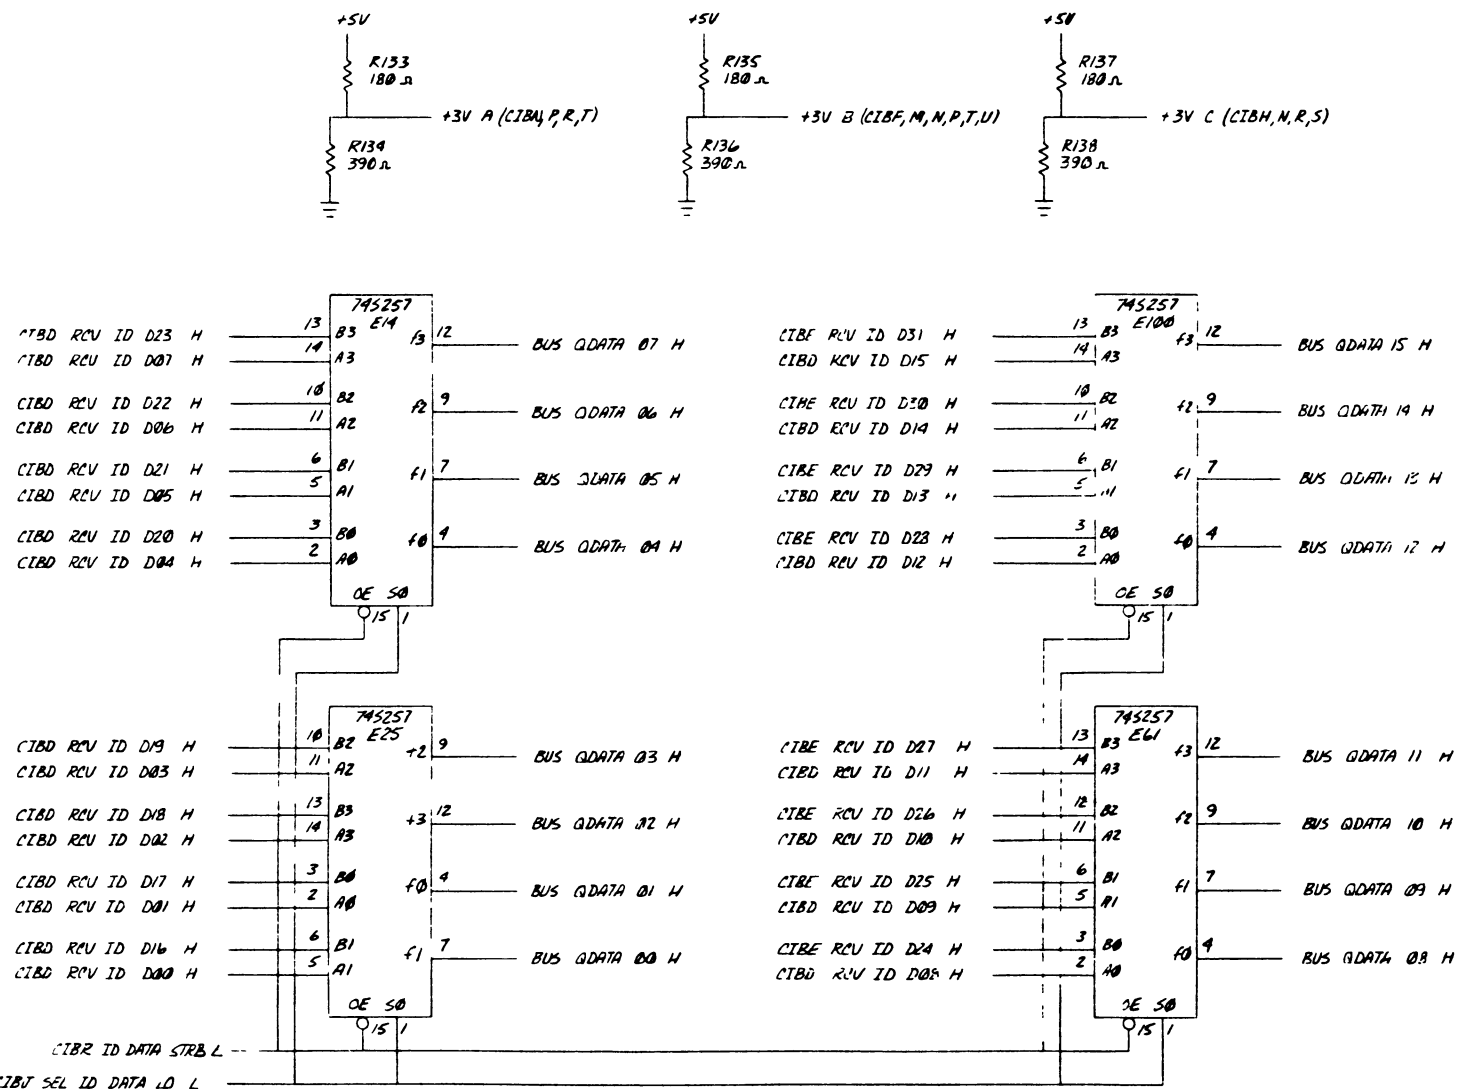 +5V +5V +5V
R133 180 Ω R135 180 Ω R137 180 Ω
+3V A (CIBN,P,R,T) +3V B (CIBF,M,N,P,T,U) +3V C (CIBH,N,R,S)
R134 390 Ω R136 390 Ω R138 390 Ω
74S257
E14
CIBD RCV ID D23 H 13 B3 f3 12 BUS QDATA 07 H
CIBD RCV ID D07 H 14 A3
CIBD RCV ID D22 H 10 B2 f2 9 BUS QDATA 06 H
CIBD RCV ID D06 H 11 A2
CIBD RCV ID D21 H 6 B1 f1 7 BUS QDATA 05 H
CIBD RCV ID D05 H 5 A1
CIBD RCV ID D20 H 3 B0 f0 4 BUS QDATA 04 H
CIBD RCV ID D04 H 2 A0
OE S0
15 1
74S257
E100
CIBE RCV ID D31 H 13 B3 f3 12 BUS QDATA 15 H
CIBD RCV ID D15 H 14 A3
CIBE RCV ID D30 H 10 B2 f2 9 BUS QDATA 14 H
CIBD RCV ID D14 H 11 A2
CIBE RCV ID D29 H 6 B1 f1 7 BUS QDATA 13 H
CIBD RCV ID D13 H 5
CIBE RCV ID D28 H 3 B0 f0 4 BUS QDATA 12 H
CIBD RCV ID D12 H 2 A0
OE S0
15 1
74S257
E25
CIBD RCV ID D19 H 10 B2 f2 9 BUS QDATA 03 H
CIBD RCV ID D03 H 11 A2
CIBD RCV ID D18 H 13 B3 f3 12 BUS QDATA 02 H
CIBD RCV ID D02 H 14 A3
CIBD RCV ID D17 H 3 B0 f0 4 BUS QDATA 01 H
CIBD RCV ID D01 H 2 A0
CIBD RCV ID D16 H 6 B1 f1 7 BUS QDATA 00 H
CIBD RCV ID D00 H 5 A1
OE S0
15 1
74S257
E61
CIBE RCV ID D27 H 13 B3 f3 12 BUS QDATA 11 H
CIBD RCV ID D11 H 14 A3
CIBE RCV ID D26 H 12 B2 f2 9 BUS QDATA 10 H
CIBD RCV ID D10 H 11 A2
CIBE RCV ID D25 H 6 B1 f1 7 BUS QDATA 09 H
CIBD RCV ID D09 H 5 A1
CIBE RCV ID D24 H 3 B0 f0 4 BUS QDATA 08 H
CIBD RCV ID D08 H 2 A0
OE S0
15 1
CIBR ID DATA STRB L
CIBJ SEL ID DATA LO L